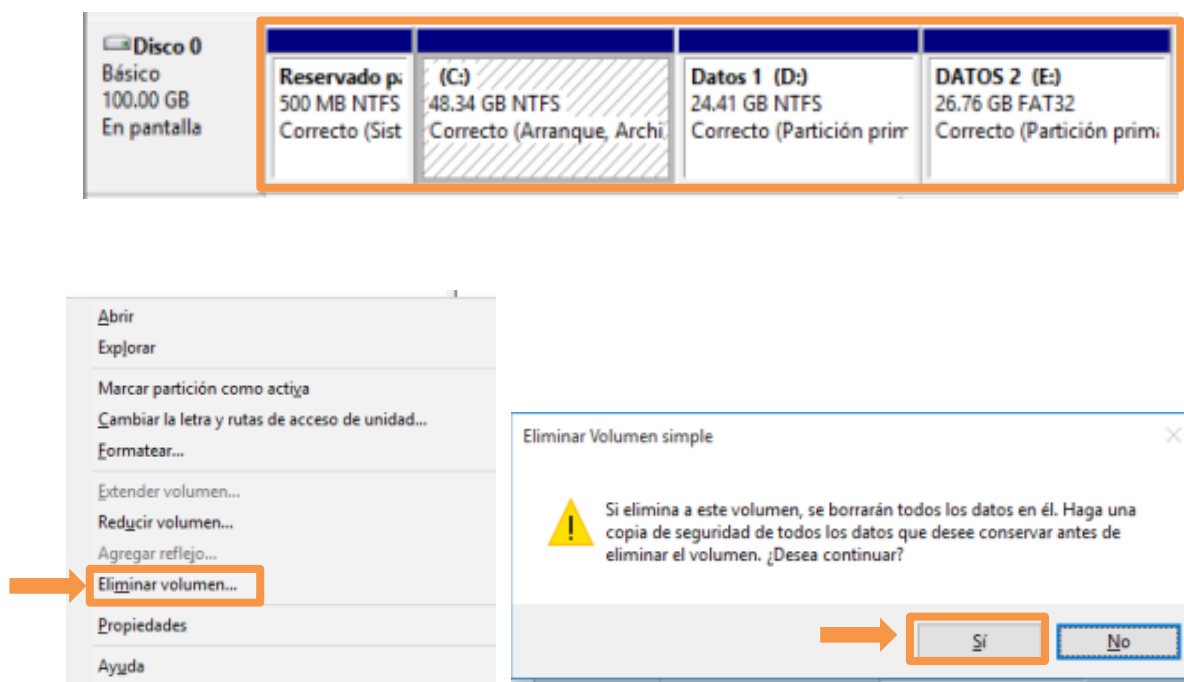 Disco 0
Básico
100.00 GB
En pantalla
Reservado pa
500 MB NTFS
Correcto (Sist
(C:)
48.34 GB NTFS
Correcto (Arranque, Archi
Datos 1 (D:)
24.41 GB NTFS
Correcto (Partición prim
DATOS 2 (E:)
26.76 GB FAT32
Correcto (Partición prima
Abrir
Explorar
Marcar partición como activa
Cambiar la letra y rutas de acceso de unidad...
Formatear...
Extender volumen...
Reducir volumen...
Agregar reflejo...
Eliminar volumen...
Propiedades
Ayuda
Eliminar Volumen simple
Si elimina a este volumen, se borrarán todos los datos en él. Haga una
copia de seguridad de todos los datos que desee conservar antes de
eliminar el volumen. ¿Desea continuar?
Sí
No